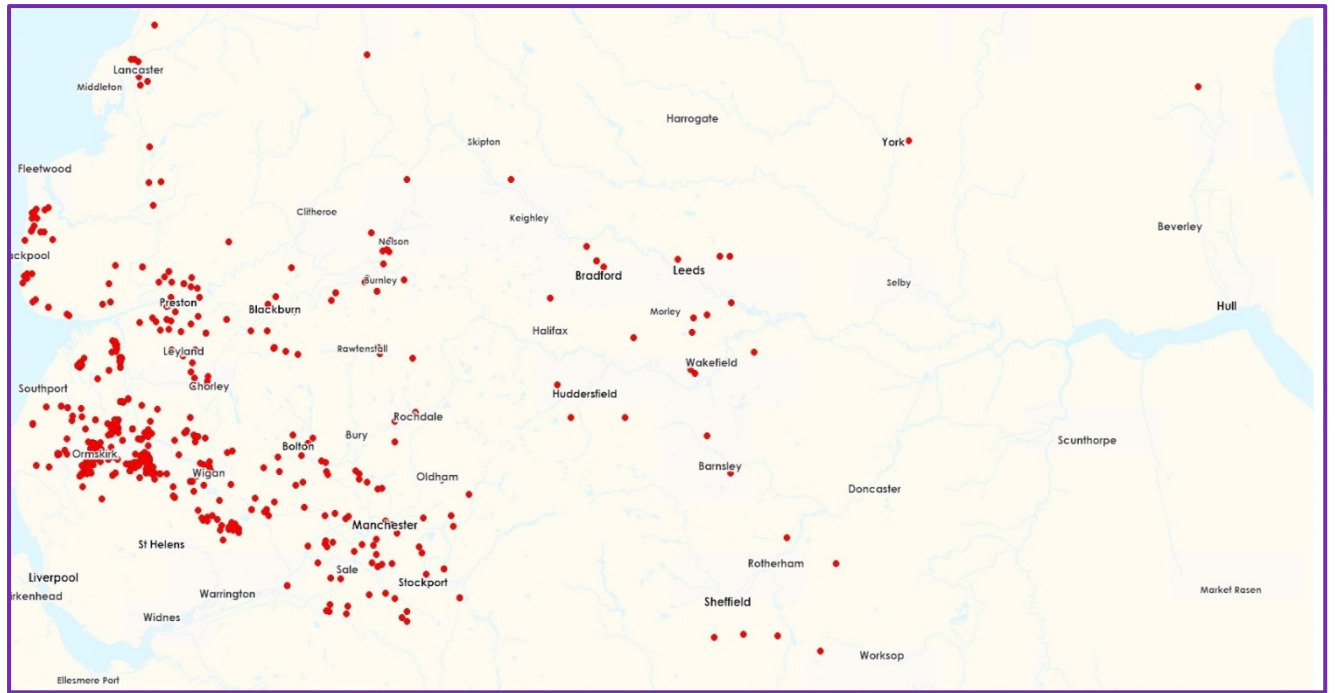 Lancaster
Middleton
Harrogate
Skipton
York
Fleetwood
Clitheroe
Keighley
Beverley
Nelson
ackpool
Bradford
Leeds
Burnley
Selby
Preston
Blackburn
Morley
Hull
Halifax
Leyland
Rawtenstall
Wakefield
Southport
Chorley
Huddersfield
Rochdale
Bury
Bolton
Scunthorpe
Ormskirk
Wigan
Oldham
Barnsley
Doncaster
Manchester
St Helens
Liverpool
Sale
Stockport
Rotherham
irkenhead
Warrington
Sheffield
Market Rasen
Widnes
Worksop
Ellesmere Port